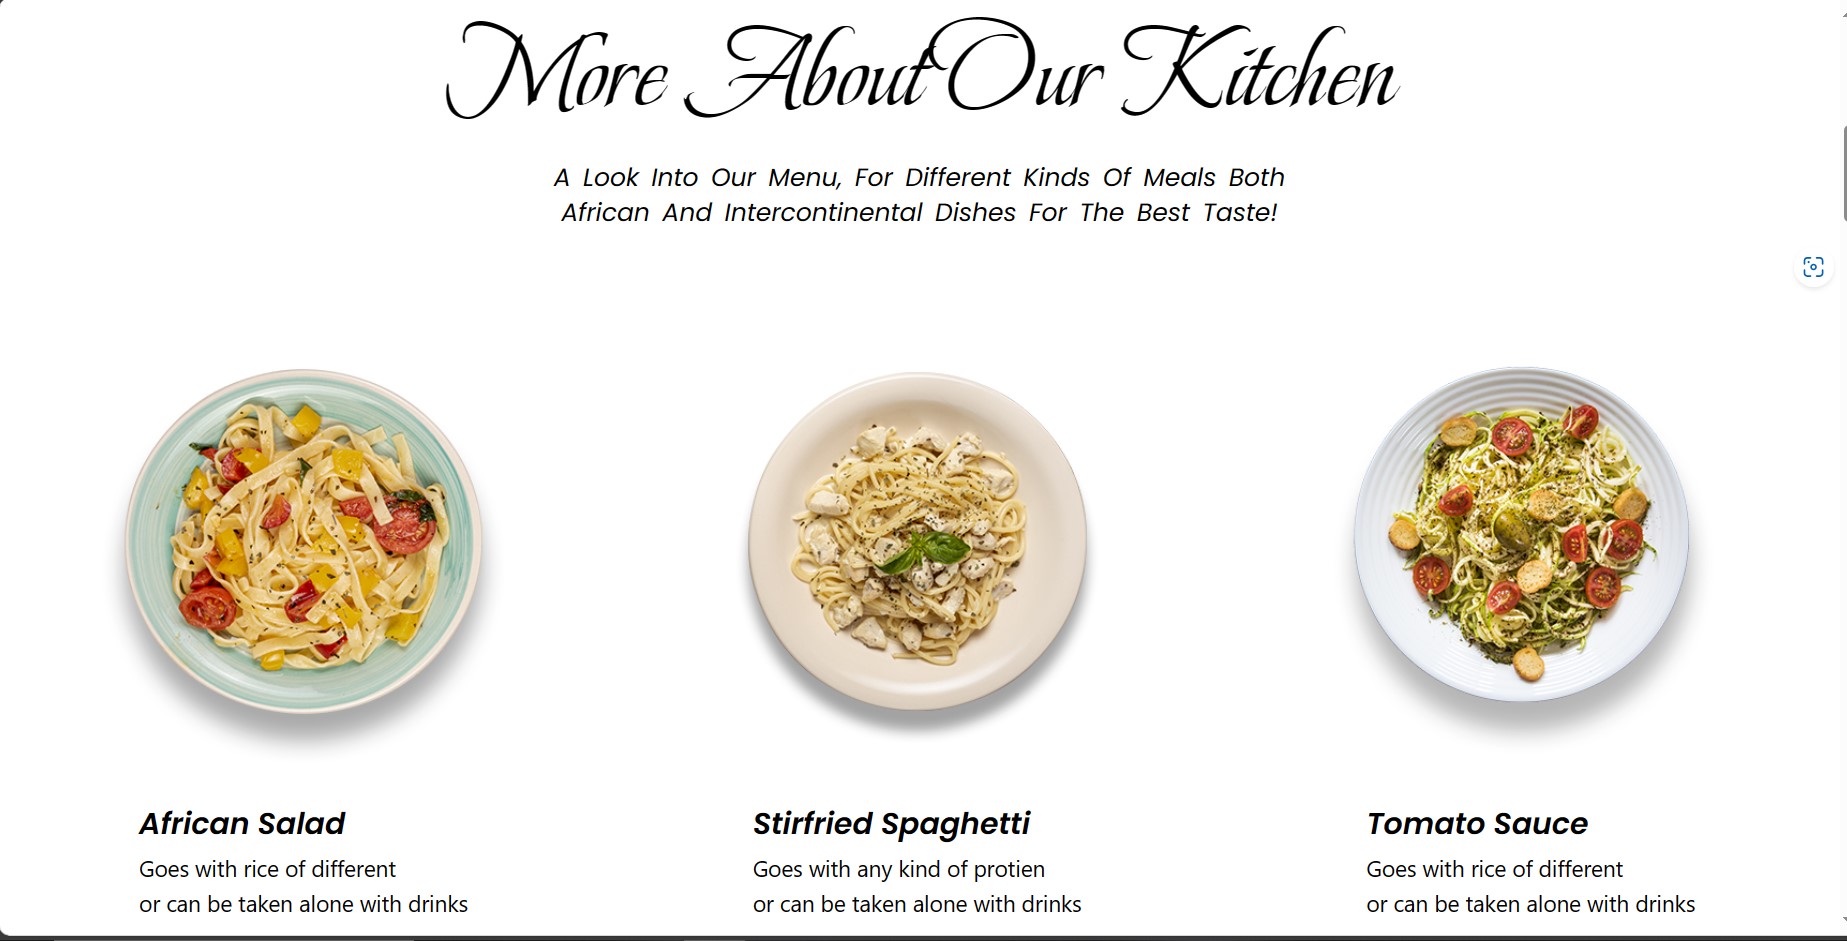 More About Our Kitchen
A Look Into Our Menu, For Different Kinds Of Meals Both
African And Intercontinental Dishes For The Best Taste!
African Salad
Goes with rice of different
or can be taken alone with drinks
Stirfried Spaghetti
Goes with any kind of protien
or can be taken alone with drinks
Tomato Sauce
Goes with rice of different
or can be taken alone with drinks